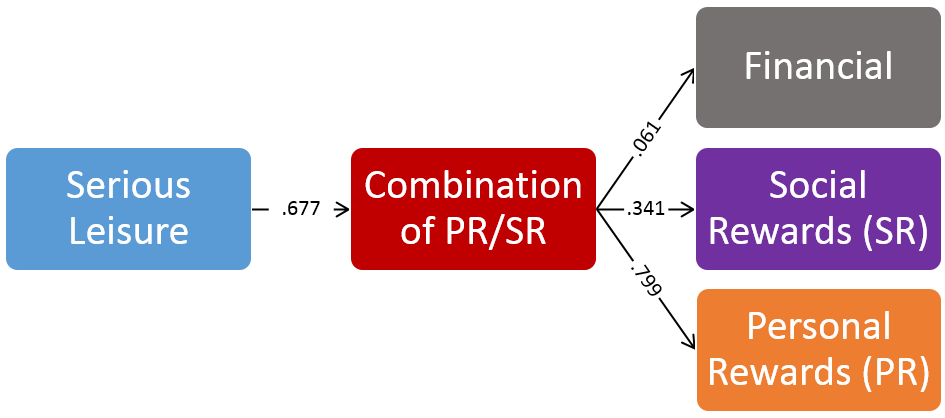 Serious
Leisure
.677
Combination
of PR/SR
.061
.341
.799
Financial
Social
Rewards (SR)
Personal
Rewards (PR)